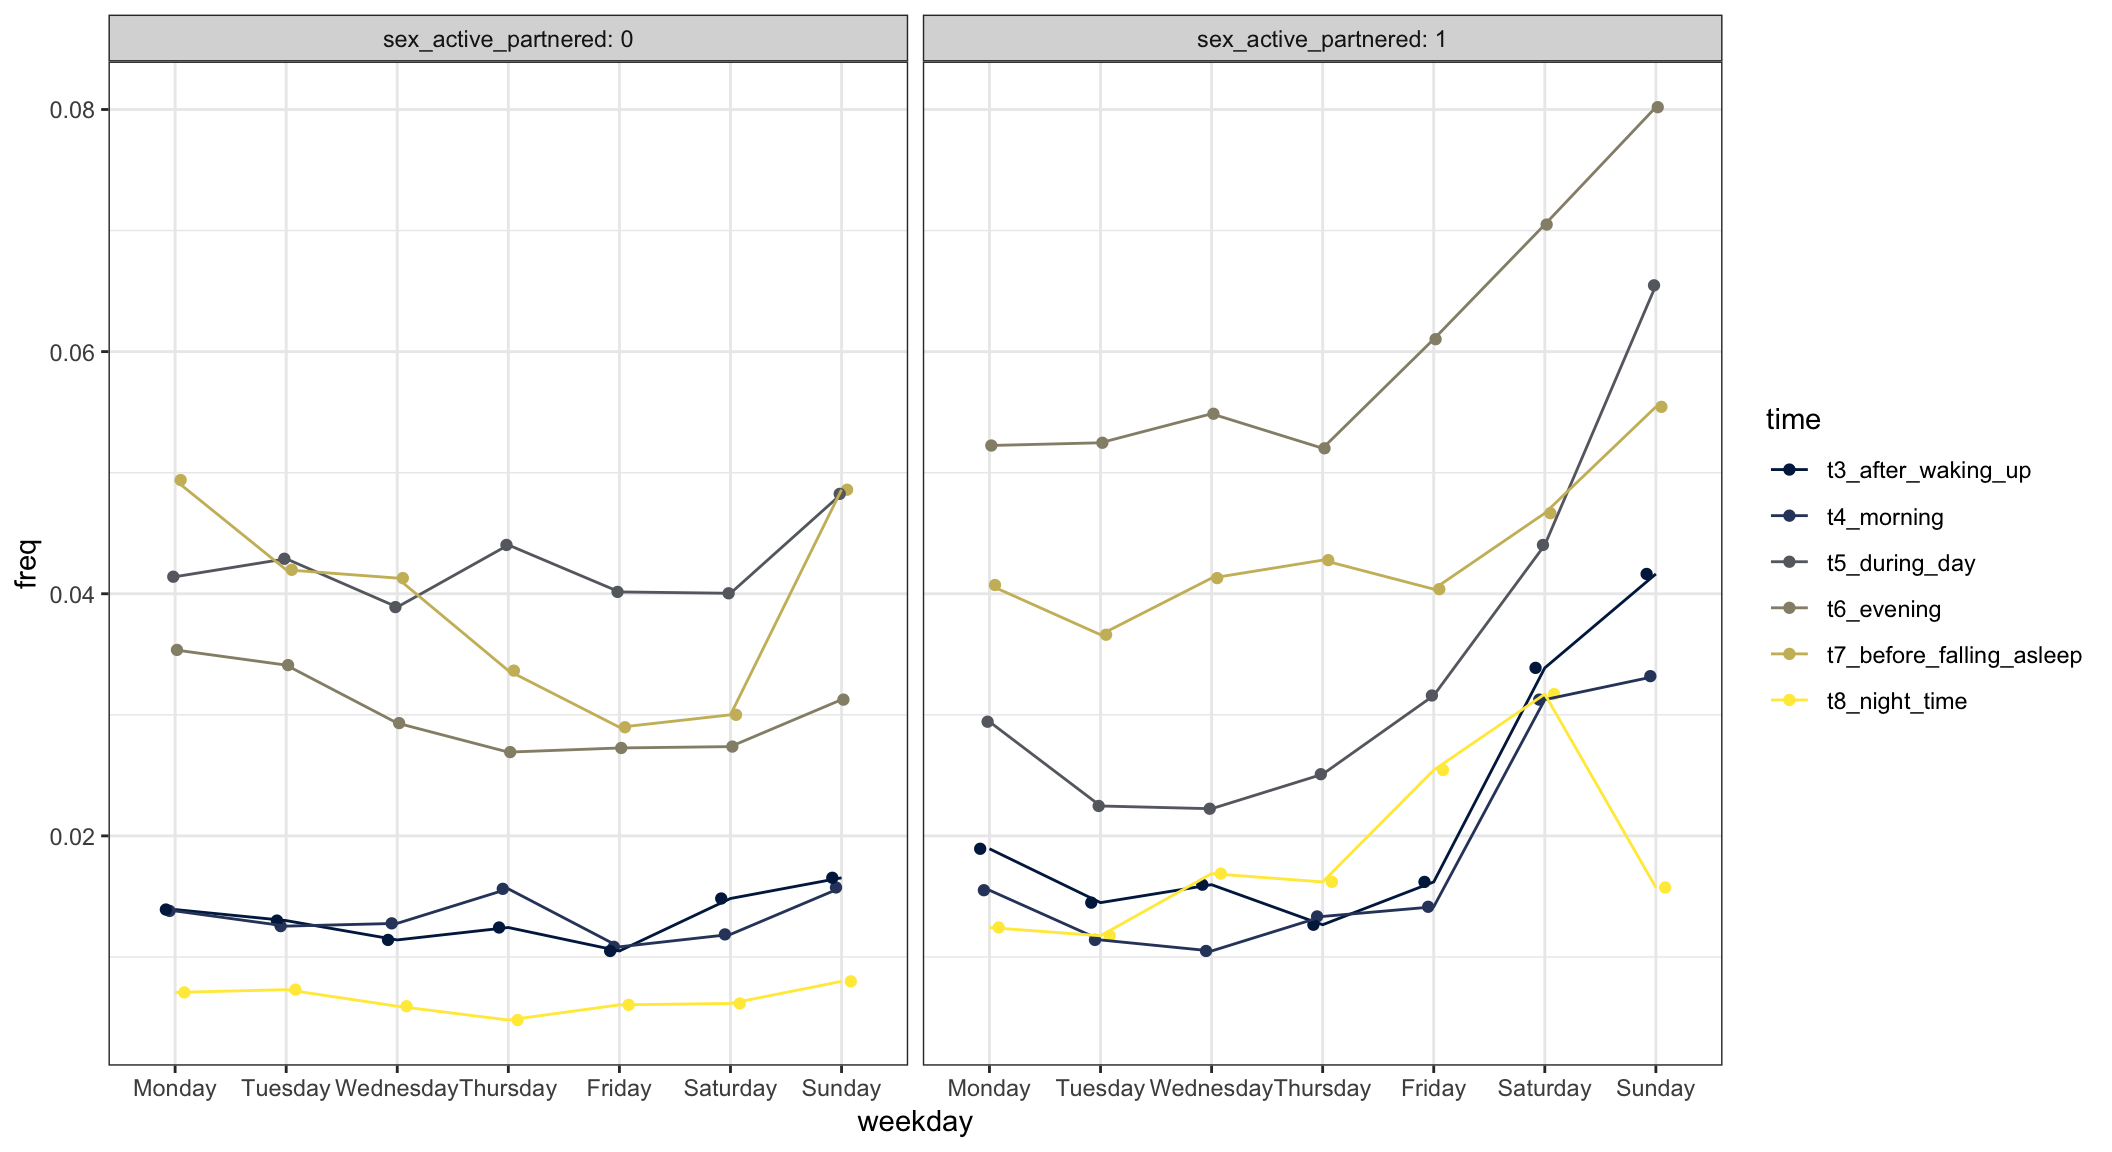 sex_active_partnered: 0
sex_active_partnered: 1
0.08
0.06
0.04
0.02
freq
Monday Tuesday Wednesday Thursday Friday Saturday Sunday
Monday Tuesday Wednesday Thursday Friday Saturday Sunday
weekday
time
t3_after_waking_up
t4_morning
t5_during_day
t6_evening
t7_before_falling_asleep
t8_night_time